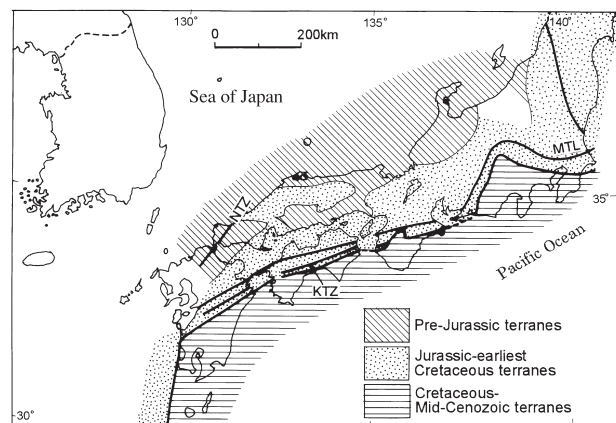 130°
135°
140°
0
200km
Sea of Japan
MTL
NTZ
35°
Pacific Ocean
KTZ
Pre-Jurassic terranes
Jurassic-earliest
Cretaceous terranes
Cretaceous-
Mid-Cenozoic terranes
30°